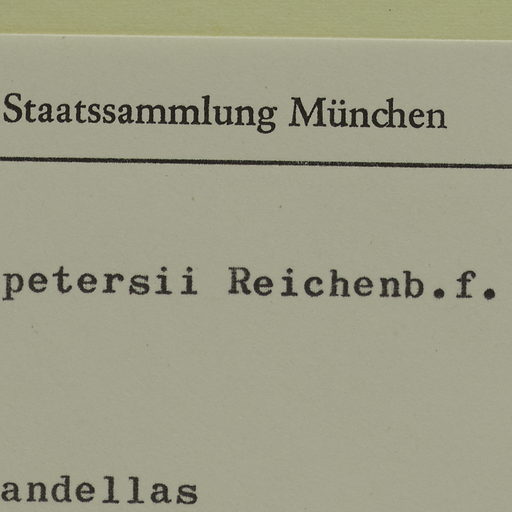 Staatssammlung München
petersii Reichenb.f.
andellas